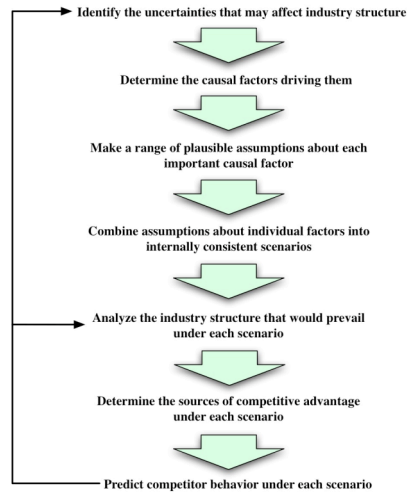 Identify the uncertainties that may affect industry structure
Determine the causal factors driving them
Make a range of plausible assumptions about each
important causal factor
Combine assumptions about individual factors into
internally consistent scenarios
Analyze the industry structure that would prevail
under each scenario
Determine the sources of competitive advantage
under each scenario
Predict competitor behavior under each scenario